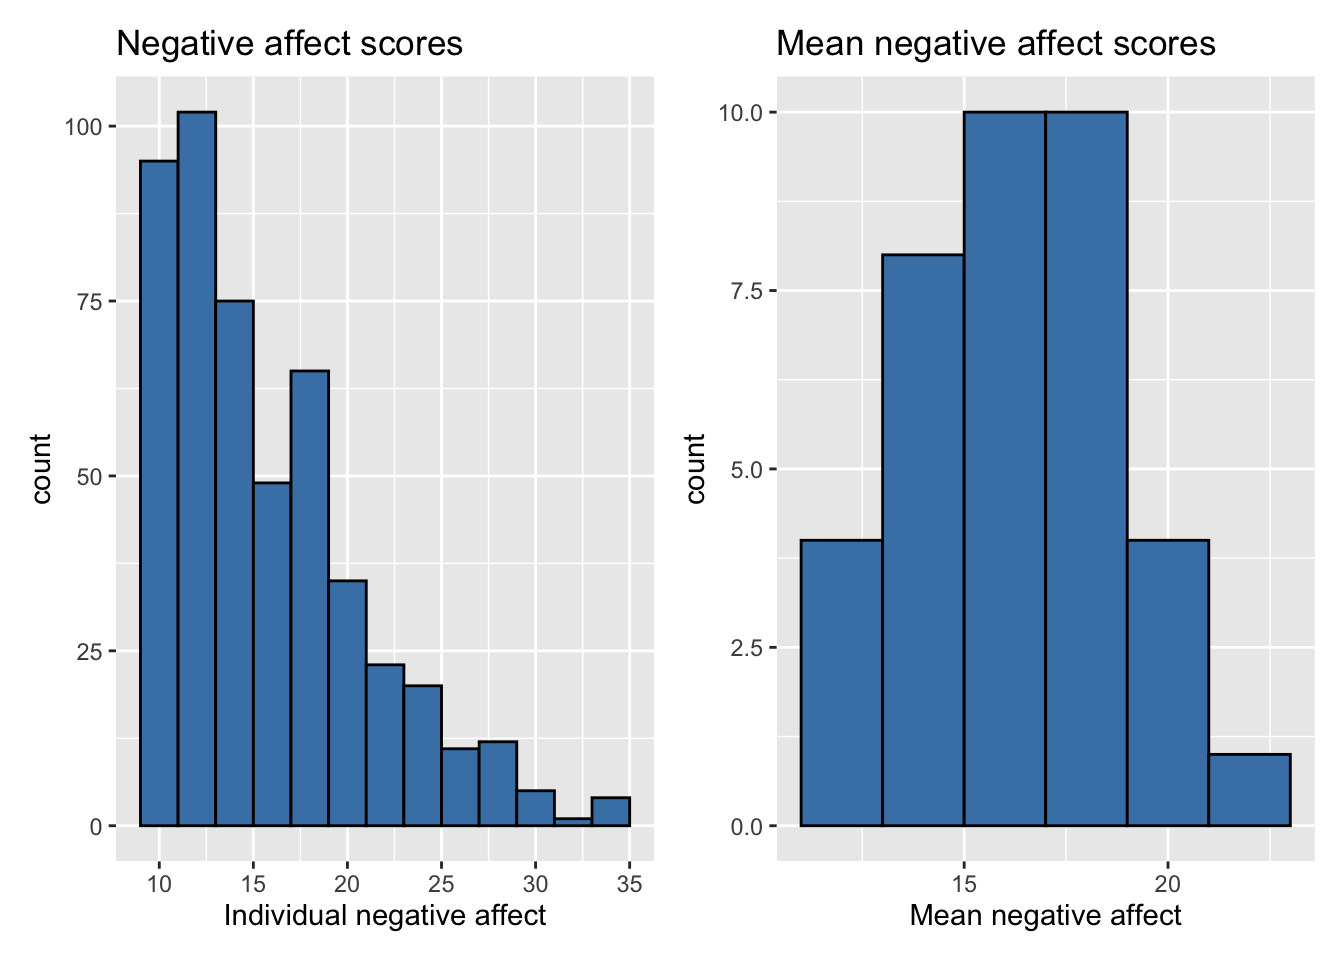 Negative affect scores
count
100
75
50
25
0
10 15 20 25 30 35
Individual negative affect
Mean negative affect scores
count
10.0
7.5
5.0
2.5
0.0
15 20
Mean negative affect